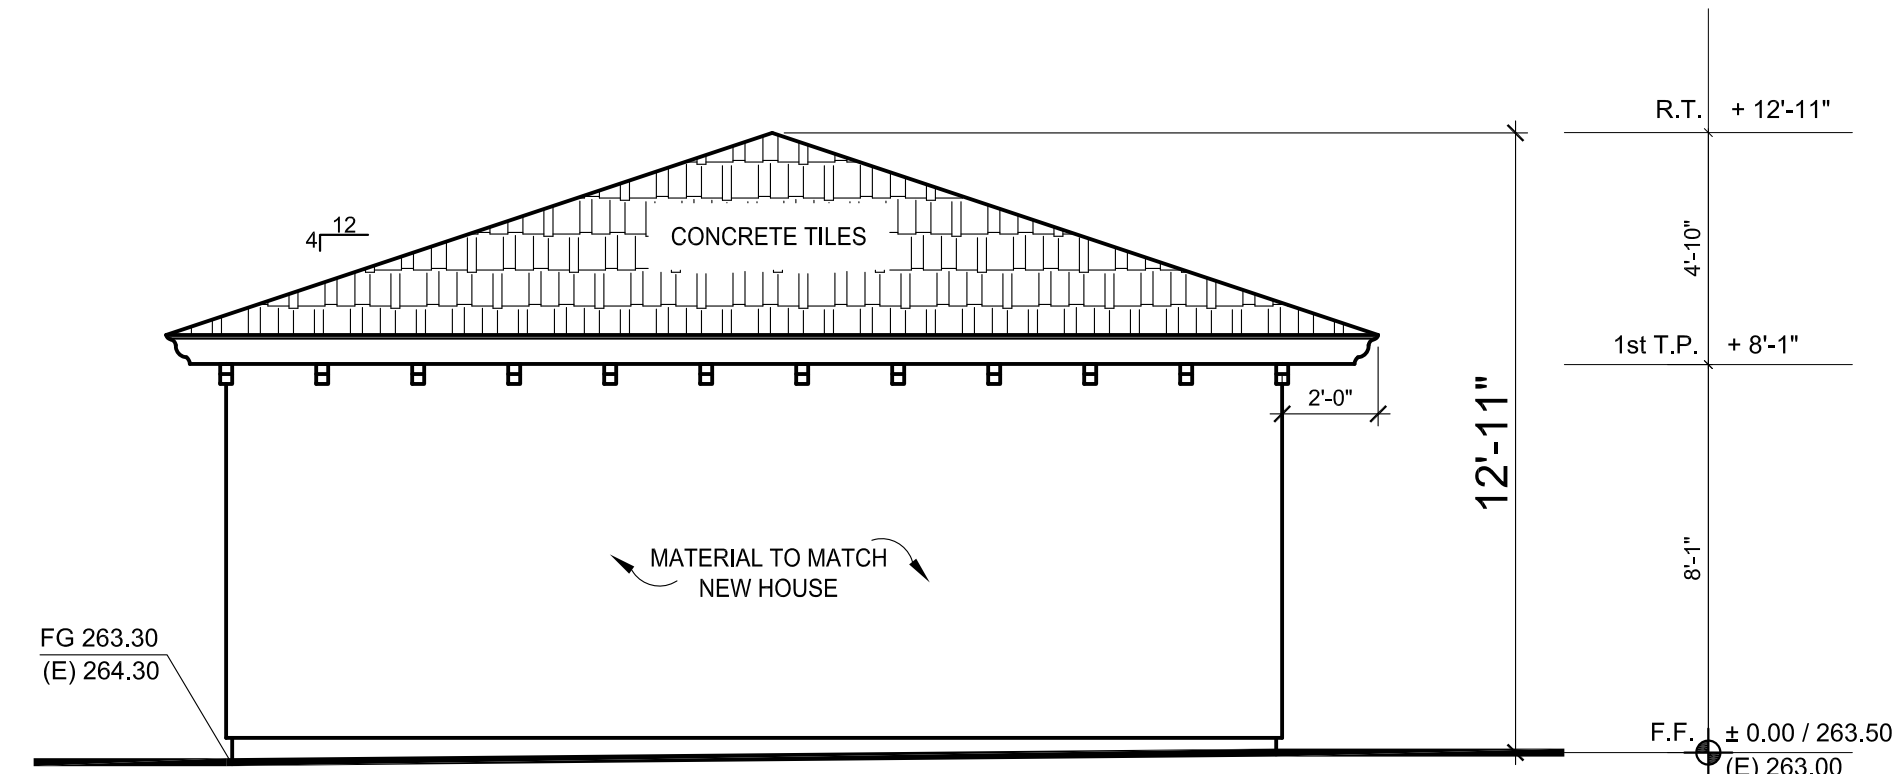 R.T. + 12'-11"
12
4
CONCRETE TILES
4'-10"
1st T.P. + 8'-1"
2'-0"
12'-11"
MATERIAL TO MATCH
NEW HOUSE
8'-1"
FG 263.30
(E) 264.30
F.F. ± 0.00 / 263.50
(E) 263.00